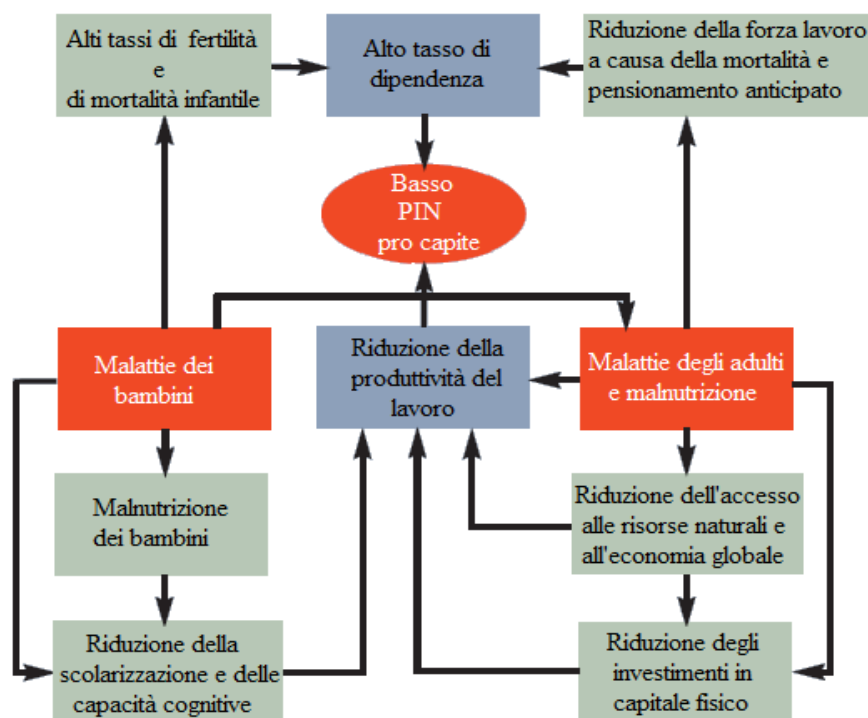 Alti tassi di fertilità
e
di mortalità infantile
Alto tasso di
dipendenza
Riduzione della forza lavoro
a causa della mortalità e
pensionamento anticipato
Basso
PIN
pro capite
Malattie dei
bambini
Riduzione della
produttività del
lavoro
Malattie degli adulti
e malnutrizione
Malnutrizione
dei bambini
Riduzione dell'accesso
alle risorse naturali e
all'economia globale
Riduzione della
scolarizzazione e delle
capacità cognitive
Riduzione degli
investimenti in
capitale fisico